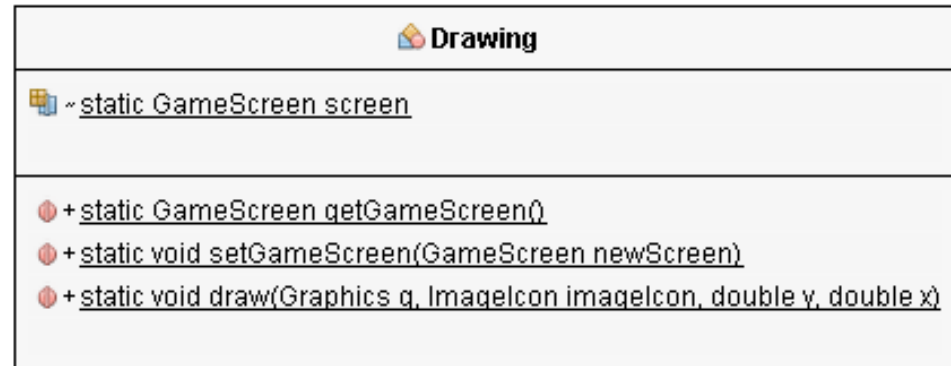 Drawing
~ static GameScreen screen
+ static GameScreen getGameScreen()
+ static void setGameScreen(GameScreen newScreen)
+ static void draw(Graphics g, ImageIcon imageIcon, double y, double x)